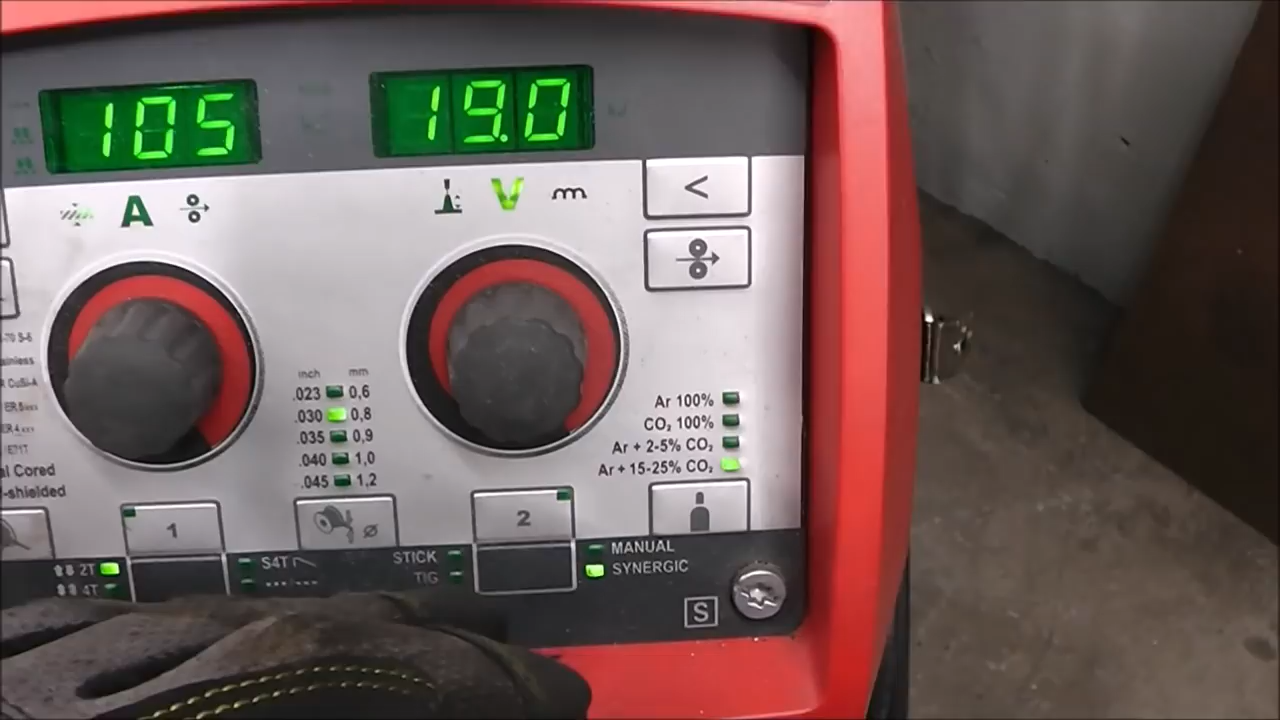 105 19.0
A V
<
inch mm
.023 0,6
.030 0,8
.035 0,9
.040 1,0
.045 1,2
Ar 100%
CO₂ 100%
Ar + 2-5% CO₂
Ar + 15-25% CO₂
CuSi-A
E71T
Cored
-shielded
1
2
2T
4T
S4T
STICK
TIG
MANUAL
SYNERGIC
S